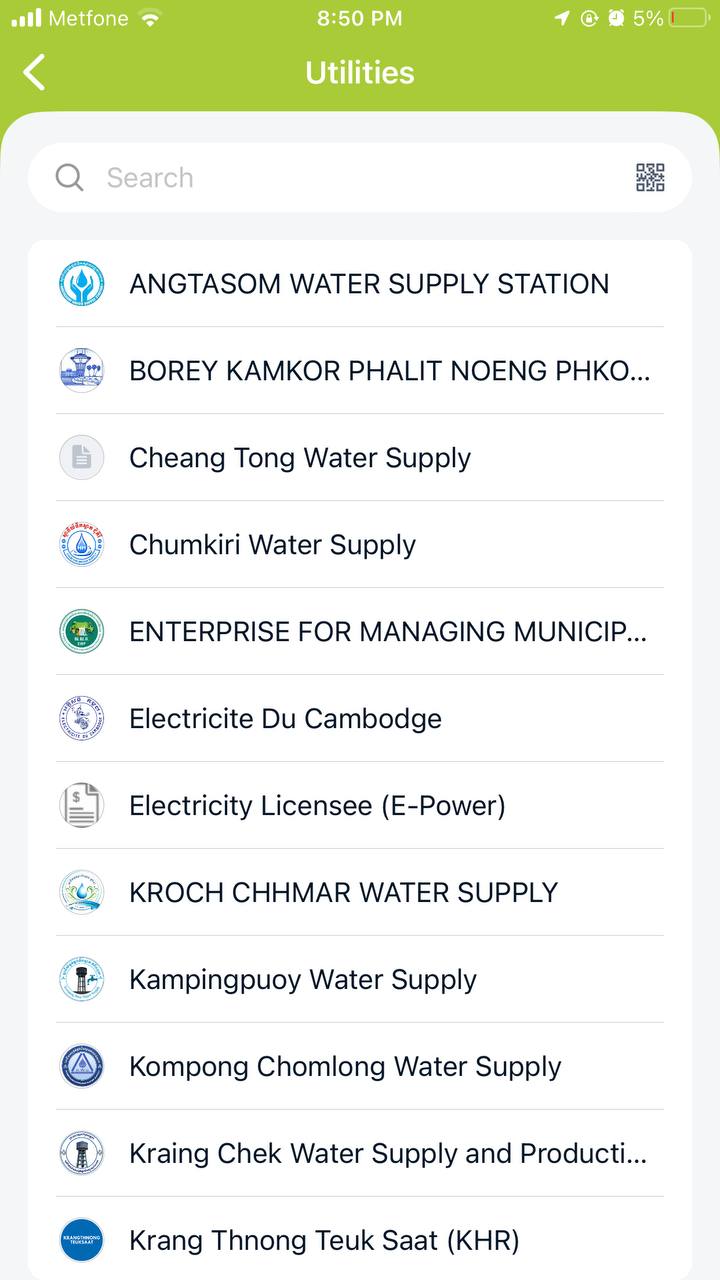 Metfone
8:50 PM
5%
Utilities
Search
ANGTASOM WATER SUPPLY STATION
BOREY KAMKOR PHALIT NOENG PHKO...
Cheang Tong Water Supply
Chumkiri Water Supply
ENTERPRISE FOR MANAGING MUNICIP...
Electricite Du Cambodge
$
Electricity Licensee (E-Power)
KROCH CHHMAR WATER SUPPLY
Kampingpuoy Water Supply
Kompong Chomlong Water Supply
Kraing Chek Water Supply and Producti...
KRANGTHNONG
TEUKSAAT
Krang Thnong Teuk Saat (KHR)